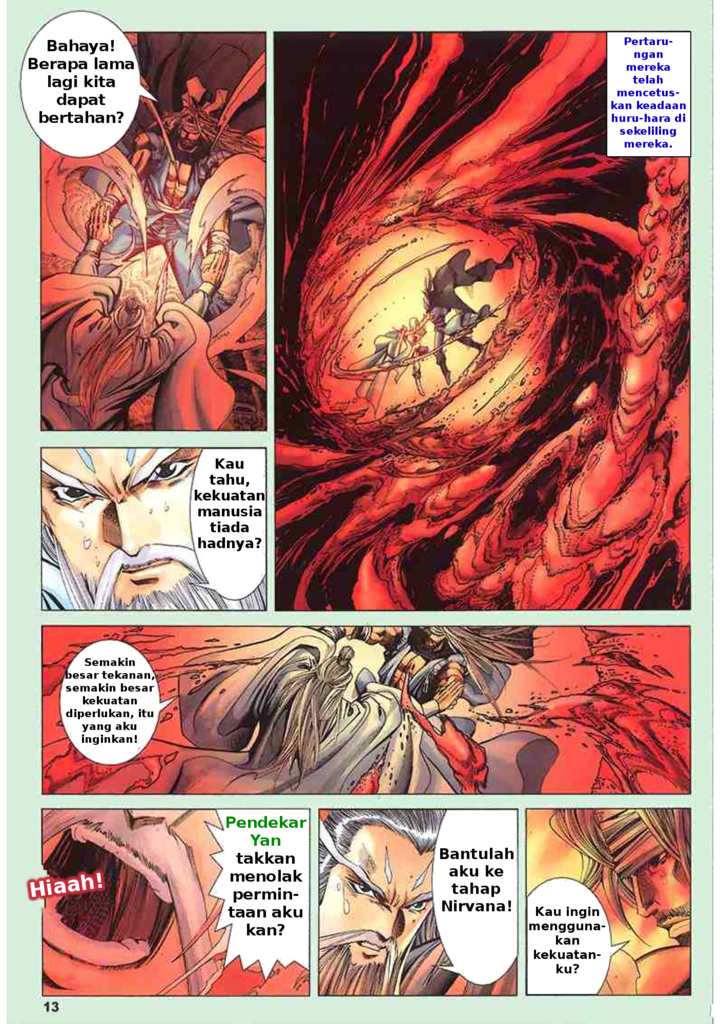 Bahaya!
Berapa lama
lagi kita
dapat
bertahan?
Pertaru-
ngan
mereka
telah
mencetus-
kan keadaan
huru-hara di
sekeliling
mereka.
Kau
tahu,
kekuatan
manusia
tiada
hadnya?
Semakin
besar tekanan,
semakin besar
kekuatan
diperlukan, itu
yang aku
inginkan!
Hiaah!
Pendekar
Yan
takkan
menolak
permin-
taan aku
kan?
Bantulah
aku ke
tahap
Nirvana!
Kau ingin
mengguna-
kan
kekuatan-
ku?
13